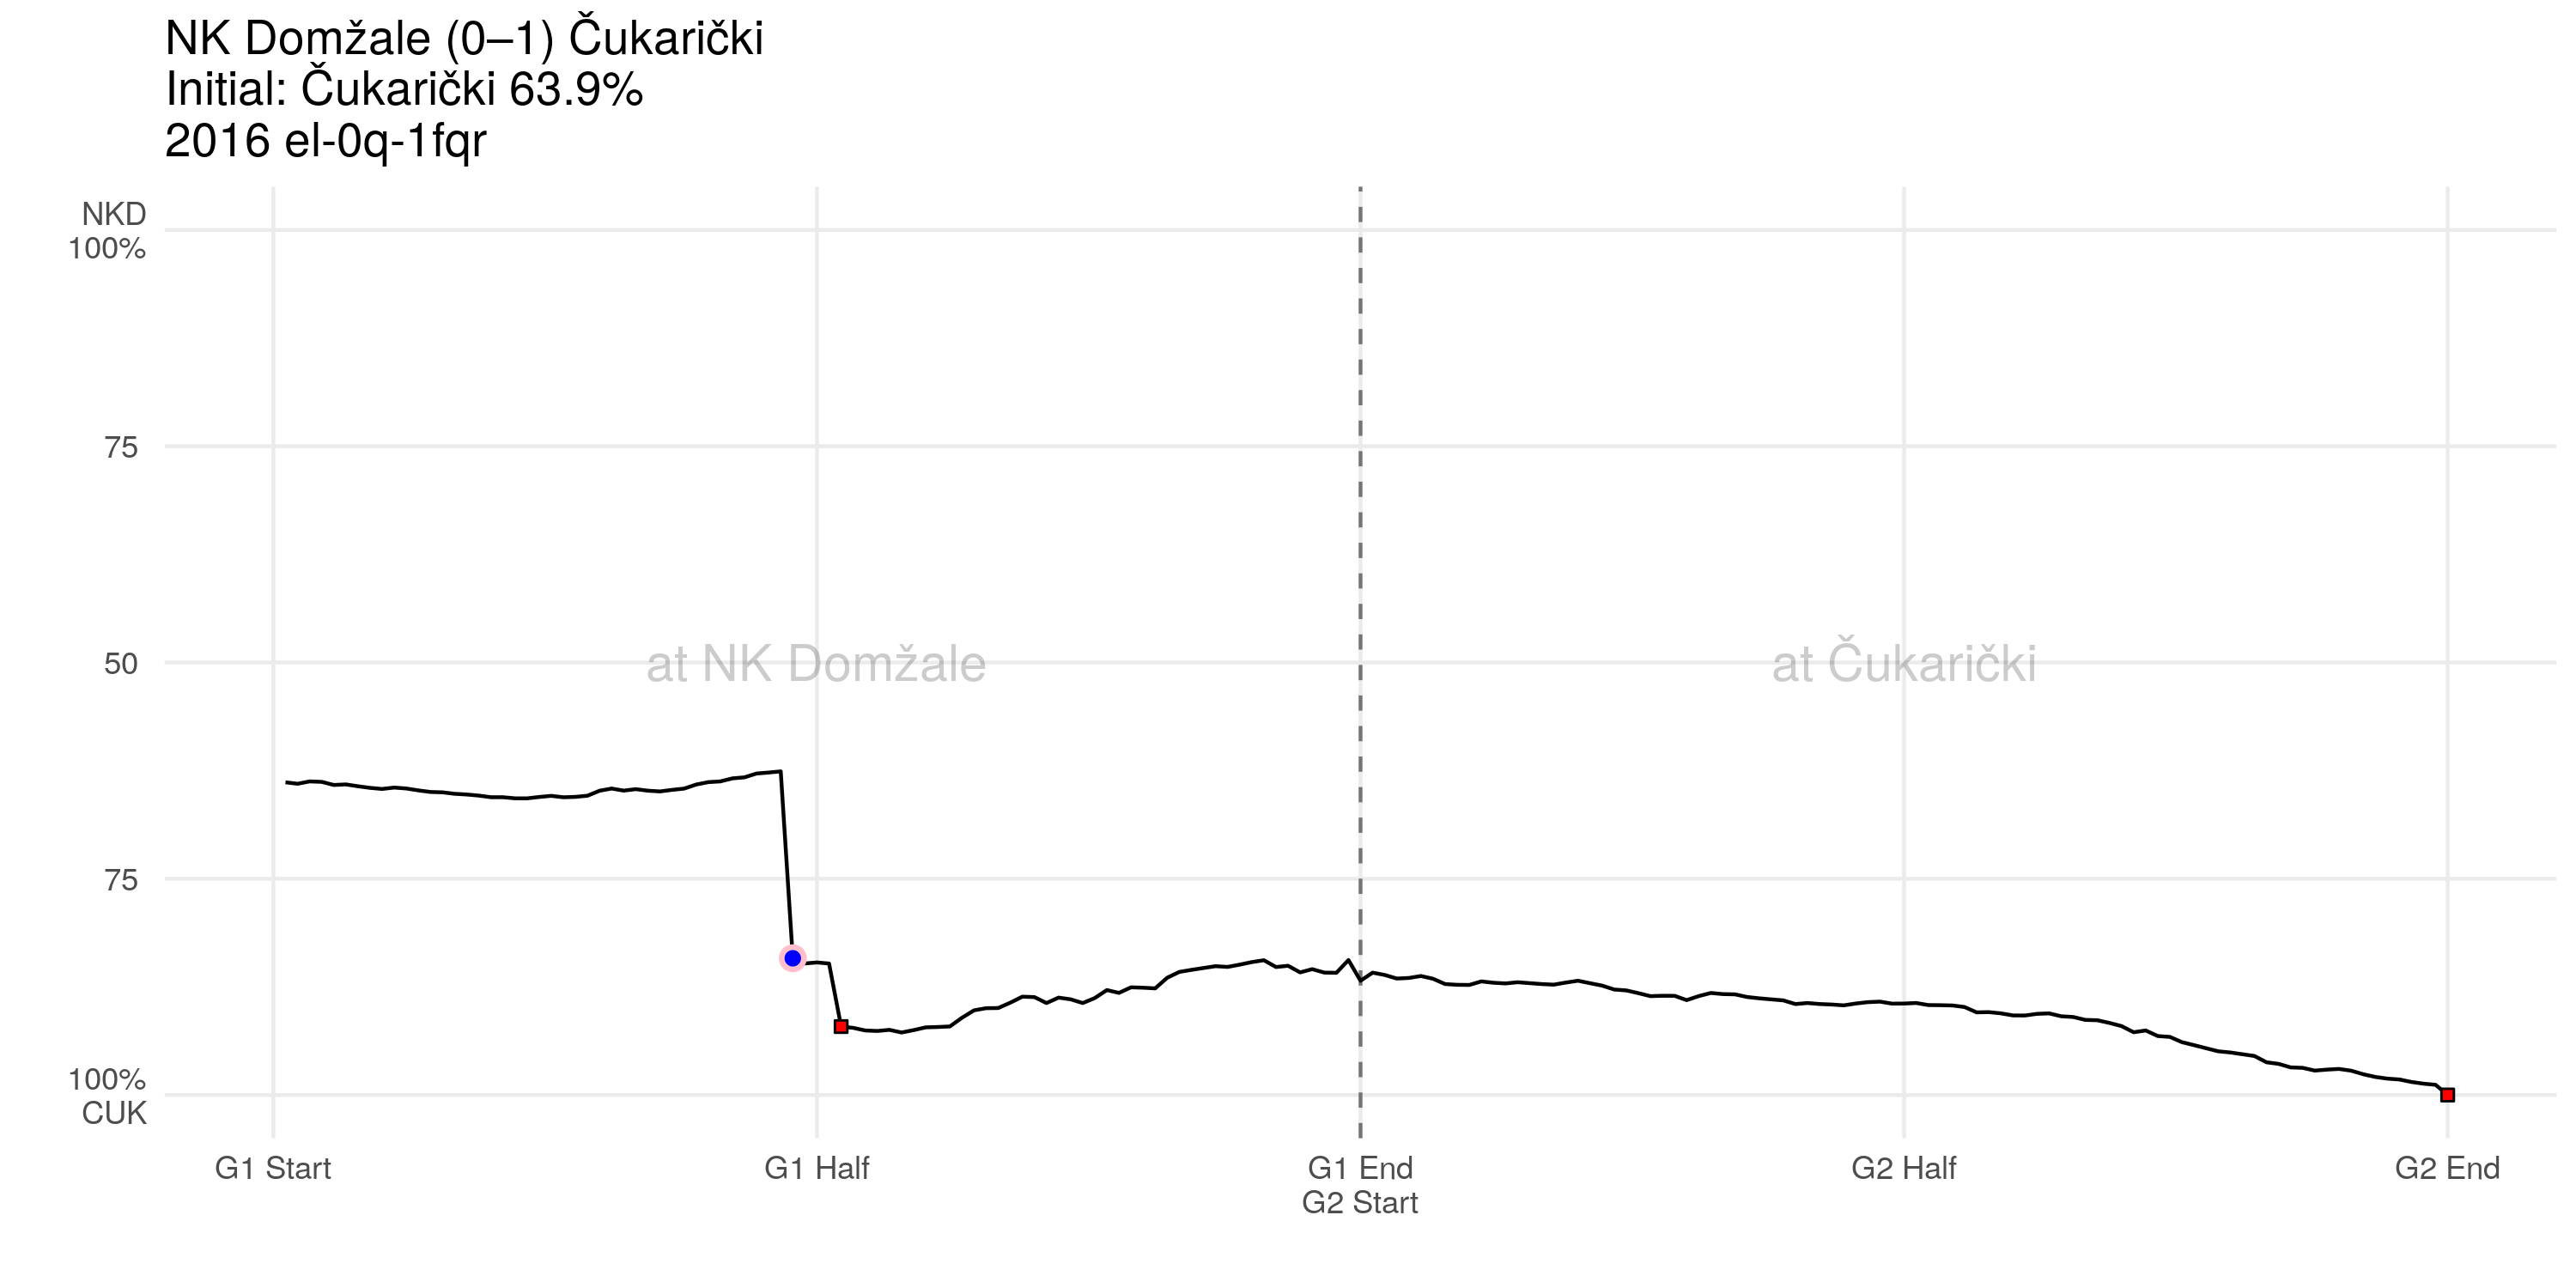 NK Domžale (0–1) Čukarički
Initial: Čukarički 63.9%
2016 el-0q-1fqr
NKD
100%
75
50
75
100%
CUK
at NK Domžale
at Čukarički
G1 Start
G1 Half
G1 End
G2 Start
G2 Half
G2 End